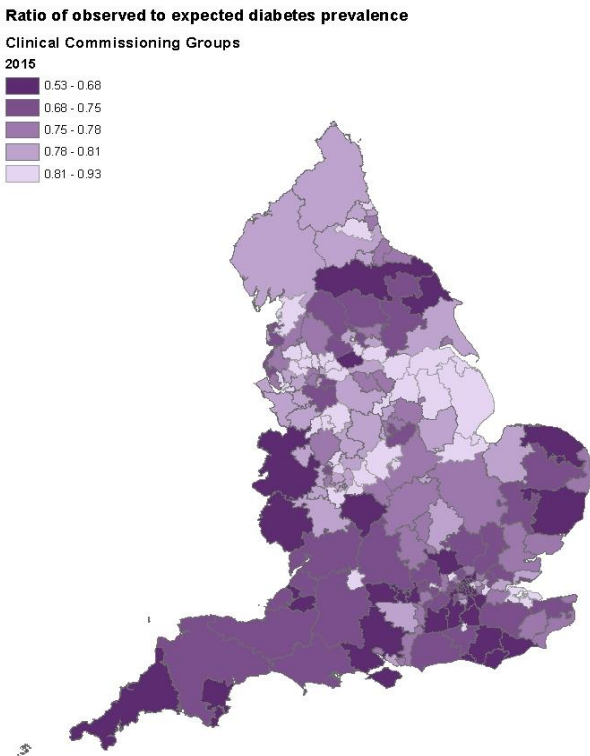 Ratio of observed to expected diabetes prevalence
Clinical Commissioning Groups
2015
0.53 - 0.68
0.68 - 0.75
0.75 - 0.78
0.78 - 0.81
0.81 - 0.93